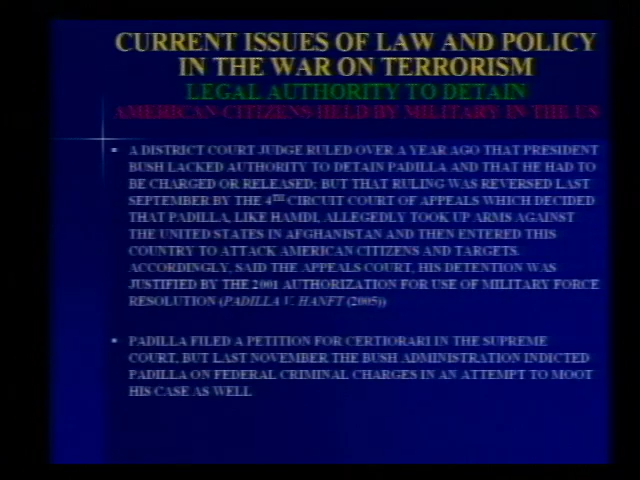 CURRENT ISSUES OF LAW AND POLICY
IN THE WAR ON TERRORISM
LEGAL AUTHORITY TO DETAIN
AMERICAN CITIZENS HELD BY MILITARY IN THE US
▪ A DISTRICT COURT JUDGE RULED OVER A YEAR AGO THAT PRESIDENT
BUSH LACKED AUTHORITY TO DETAIN PADILLA AND THAT HE HAD TO
BE CHARGED OR RELEASED; BUT THAT RULING WAS REVERSED LAST
SEPTEMBER BY THE 4TH CIRCUIT COURT OF APPEALS WHICH DECIDED
THAT PADILLA, LIKE HAMDI, ALLEGEDLY TOOK UP ARMS AGAINST
THE UNITED STATES IN AFGHANISTAN AND THEN ENTERED THIS
COUNTRY TO ATTACK AMERICAN CITIZENS AND TARGETS.
ACCORDINGLY, SAID THE APPEALS COURT, HIS DETENTION WAS
JUSTIFIED BY THE 2001 AUTHORIZATION FOR USE OF MILITARY FORCE
RESOLUTION (PADILLA V. HANFT (2005))
▪ PADILLA FILED A PETITION FOR CERTIORARI IN THE SUPREME
COURT, BUT LAST NOVEMBER THE BUSH ADMINISTRATION INDICTED
PADILLA ON FEDERAL CRIMINAL CHARGES IN AN ATTEMPT TO MOOT
HIS CASE AS WELL